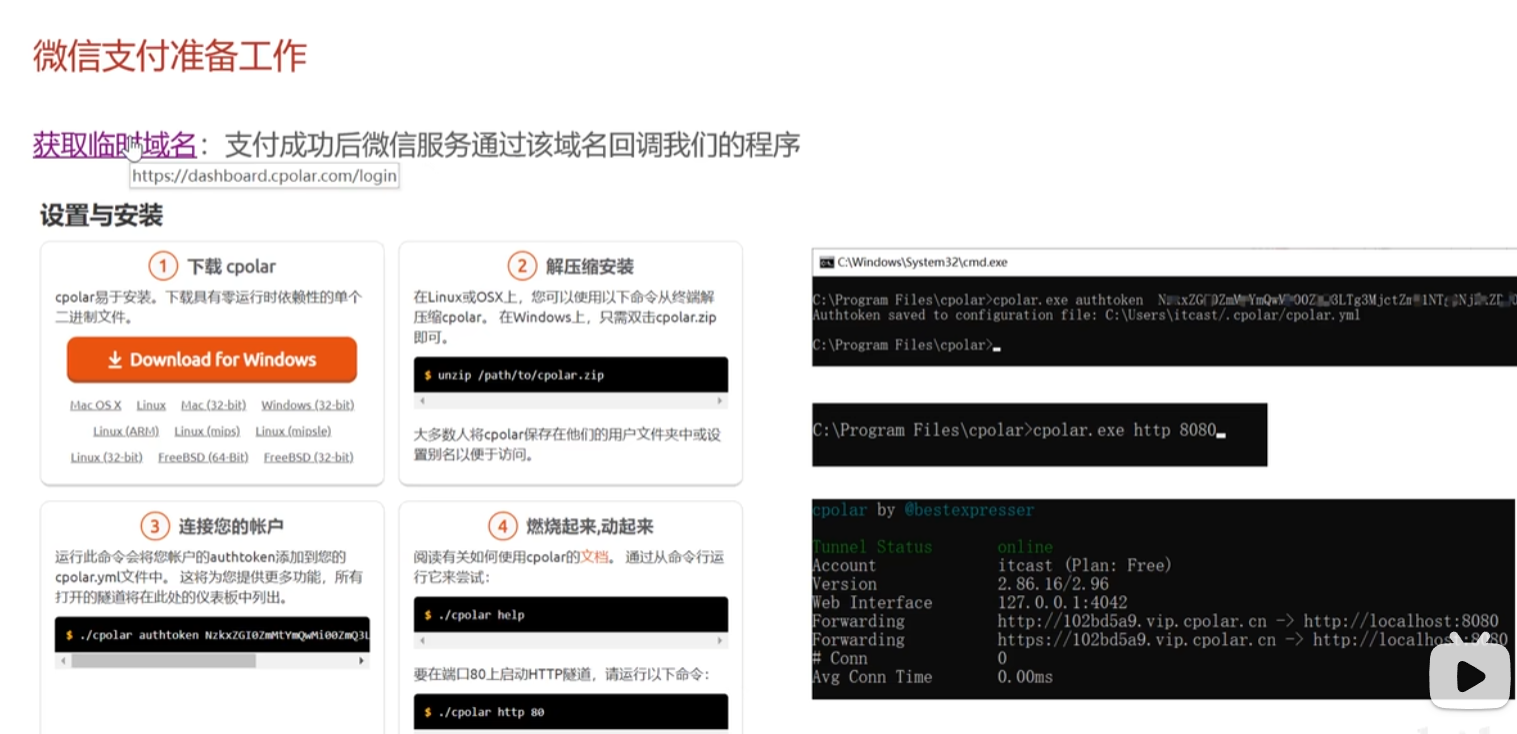 微信支付准备工作
获取临时域名：支付成功后微信服务通过该域名回调我们的程序
https://dashboard.cpolar.com/login
设置与安装
1 下载 cpolar
cpolar易于安装。下载具有零运行时依赖性的单个
二进制文件。
Download for Windows
Mac OS X Linux Mac (32-bit) Windows (32-bit)
Linux (ARM) Linux (mips) Linux (mipsle)
Linux (32-bit) FreeBSD (64-Bit) FreeBSD (32-bit)
2 解压缩安装
在Linux或OSX上，您可以使用以下命令从终端解
压缩cpolar。 在Windows上，只需双击cpolar.zip
即可。
$ unzip /path/to/cpolar.zip
大多数人将cpolar保存在他们的用户文件夹中或设
置别名以便于访问。
3 连接您的帐户
运行此命令会将您帐户的authtoken添加到您的
cpolar.yml文件中。 这将为您提供更多功能，所有
打开的隧道将在此处的仪表板中列出。
$ ./cpolar authtoken NzkxZGI0ZmMtYmQwMi00ZmQ3L
4 燃烧起来,动起来
阅读有关如何使用cpolar的文档。 通过从命令行运
行它来尝试：
$ ./cpolar help
要在端口80上启动HTTP隧道，请运行以下命令：
$ ./cpolar http 80
C:\Windows\System32\cmd.exe
C:\Program Files\cpolar>cpolar.exe authtoken
Authtoken saved to configuration file: C:\Users\itcast/.cpolar/cpolar.yml
C:\Program Files\cpolar>
C:\Program Files\cpolar>cpolar.exe http 8080
cpolar by @bestexpresser
Tunnel Status online
Account itcast (Plan: Free)
Version 2.86.16/2.96
Web Interface 127.0.0.1:4042
Forwarding http://102bd5a9.vip.cpolar.cn -> http://localhost:8080
Forwarding https://102bd5a9.vip.cpolar.cn -> http://localhost:8080
# Conn 0
Avg Conn Time 0.00ms